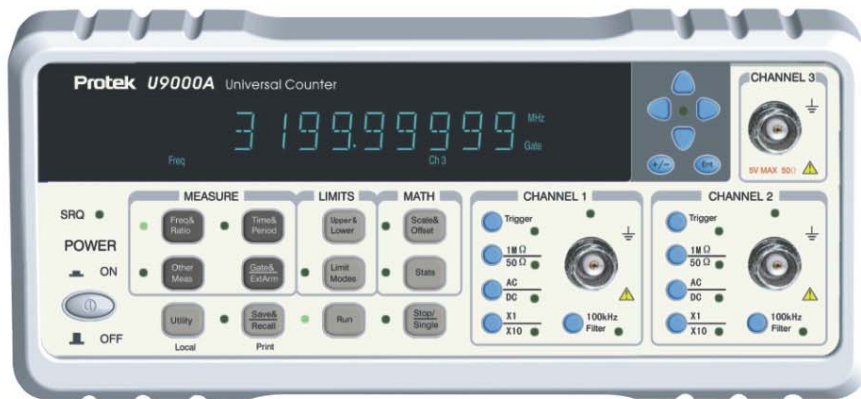 Protek U9000A Universal Counter
3199.99999
MHz
Gate
Freq
Ch 3
+/-
Ent
CHANNEL 3
5V MAX 50Ω
SRQ
POWER
ON
OFF
MEASURE
Freq&
Ratio
Time&
Period
Other
Meas
Gate&
ExtArm
LIMITS
Upper&
Lower
Limit
Modes
MATH
Scale&
Offset
Stats
Utility
Local
Save&
Recall
Print
Run
Stop/
Single
CHANNEL 1
Trigger
1MΩ
50Ω
AC
DC
X1
X10
100kHz
Filter
CHANNEL 2
Trigger
1MΩ
50Ω
AC
DC
X1
X10
100kHz
Filter